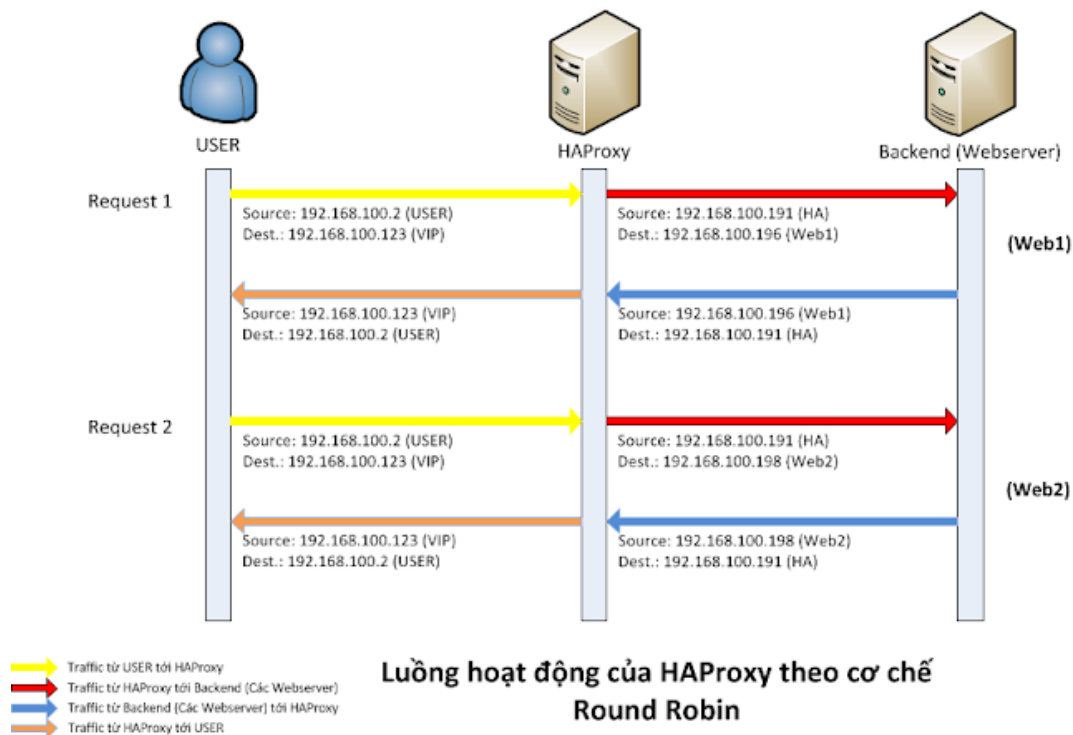 USER
HAProxy
Backend (Webserver)
Request 1
Source: 192.168.100.2 (USER)
Dest.: 192.168.100.123 (VIP)
Source: 192.168.100.191 (HA)
Dest.: 192.168.100.196 (Web1)
(Web1)
Source: 192.168.100.123 (VIP)
Dest.: 192.168.100.2 (USER)
Source: 192.168.100.196 (Web1)
Dest.: 192.168.100.191 (HA)
Request 2
Source: 192.168.100.2 (USER)
Dest.: 192.168.100.123 (VIP)
Source: 192.168.100.191 (HA)
Dest.: 192.168.100.198 (Web2)
(Web2)
Source: 192.168.100.123 (VIP)
Dest.: 192.168.100.2 (USER)
Source: 192.168.100.198 (Web2)
Dest.: 192.168.100.191 (HA)
Traffic từ USER tới HAProxy
Traffic từ HAProxy tới Backend (Các Webserver)
Traffic từ Backend (Các Webserver) tới HAProxy
Traffic từ HAProxy tới USER
Luồng hoạt động của HAProxy theo cơ chế
Round Robin